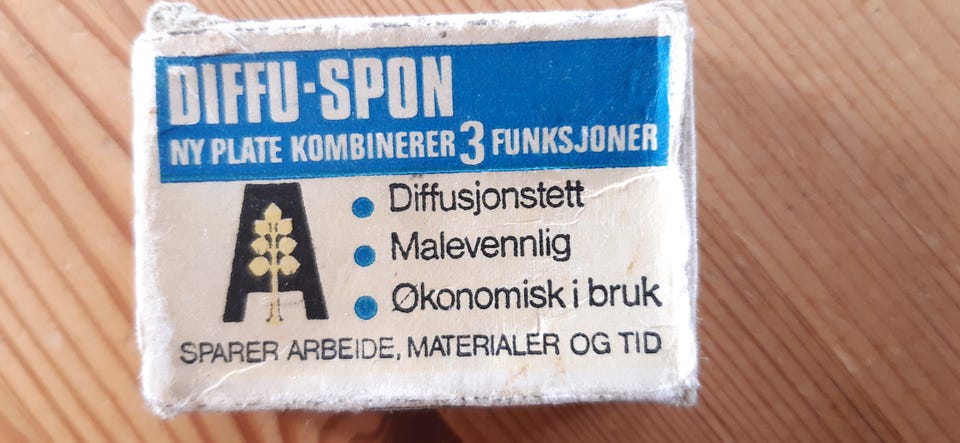 DIFFU-SPON
NY PLATE KOMBINERER 3 FUNKSJONER
Diffusjonstett
Malevennlig
Økonomisk i bruk
SPARER ARBEIDE, MATERIALER OG TID